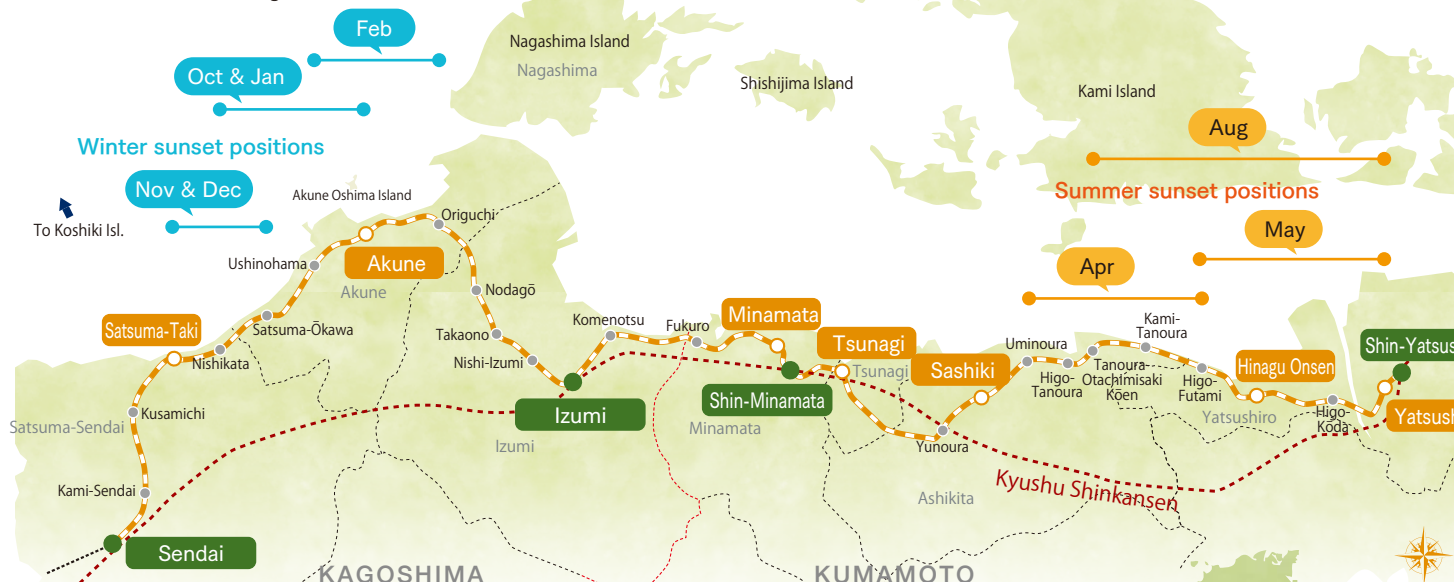 Feb
Nagashima Island
Nagashima
Oct & Jan
Shishijima Island
Kami Island
Aug
Winter sunset positions
Nov & Dec
Akune Oshima Island
Summer sunset positions
To Koshiki Isl.
Origuchi
May
Ushinohama
Akune
Akune
Apr
Nodagō
Satsuma-Taki
Satsuma-Ōkawa
Nishikata
Takaono
Nishi-Izumi
Komenotsu
Fukuro
Minamata
Tsunagi
Tsunagi
Sashiki
Uminoura
Higo-
Tanoura
Tanoura
Otachimisaki
Kōen
Kami-
Tanoura
Higo-
Futami
Hinagu Onsen
Shin-Yatsus
Kusamichi
Satsuma-Sendai
Izumi
Izumi
Shin-Minamata
Minamata
Yunoura
Yatsushiro
Higo-
Koda
Yatsush
Kami-Sendai
Ashikita
Kyushu Shinkansen
Sendai
KAGOSHIMA
KUMAMOTO